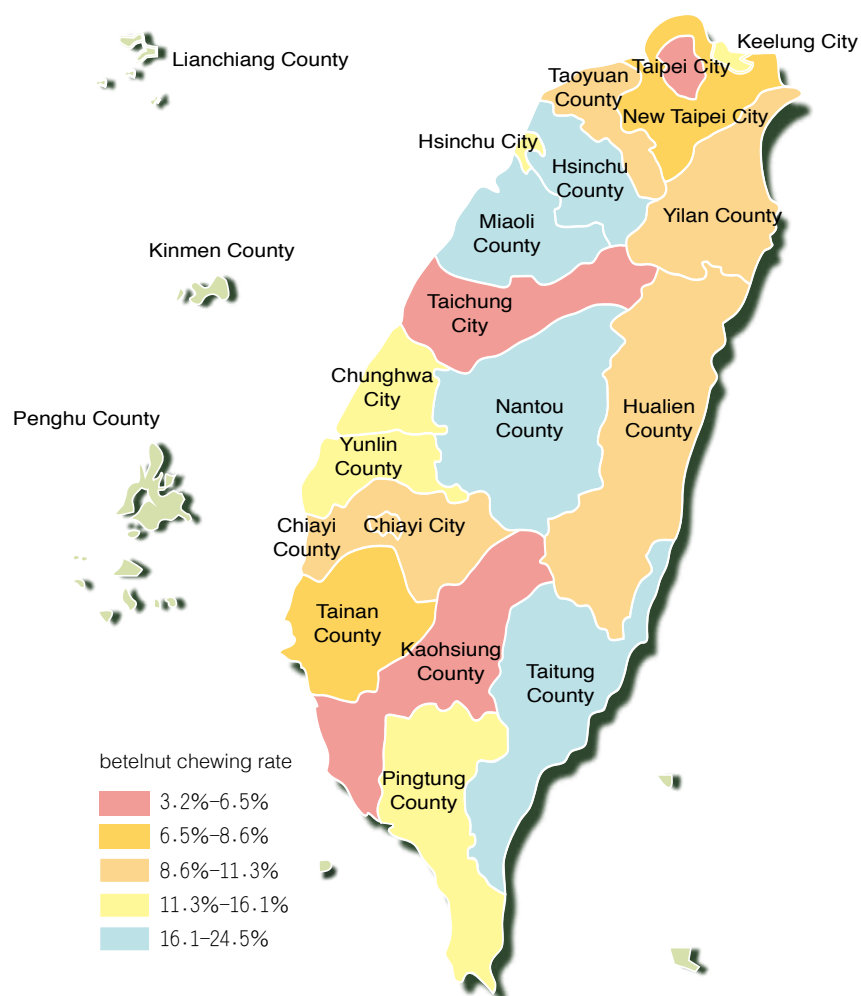 Lianchiang County
Keelung City
Taipei City
Taoyuan
County
New Taipei City
Hsinchu City
Hsinchu
County
Yilan County
Miaoli
County
Kinmen County
Taichung
City
Chunghwa
City
Nantou
County
Hualien
County
Penghu County
Yunlin
County
Chiayi
County
Chiayi City
Tainan
County
Kaohsiung
County
Taitung
County
Pingtung
County
betelnut chewing rate
3.2%–6.5%
6.5%–8.6%
8.6%–11.3%
11.3%–16.1%
16.1–24.5%